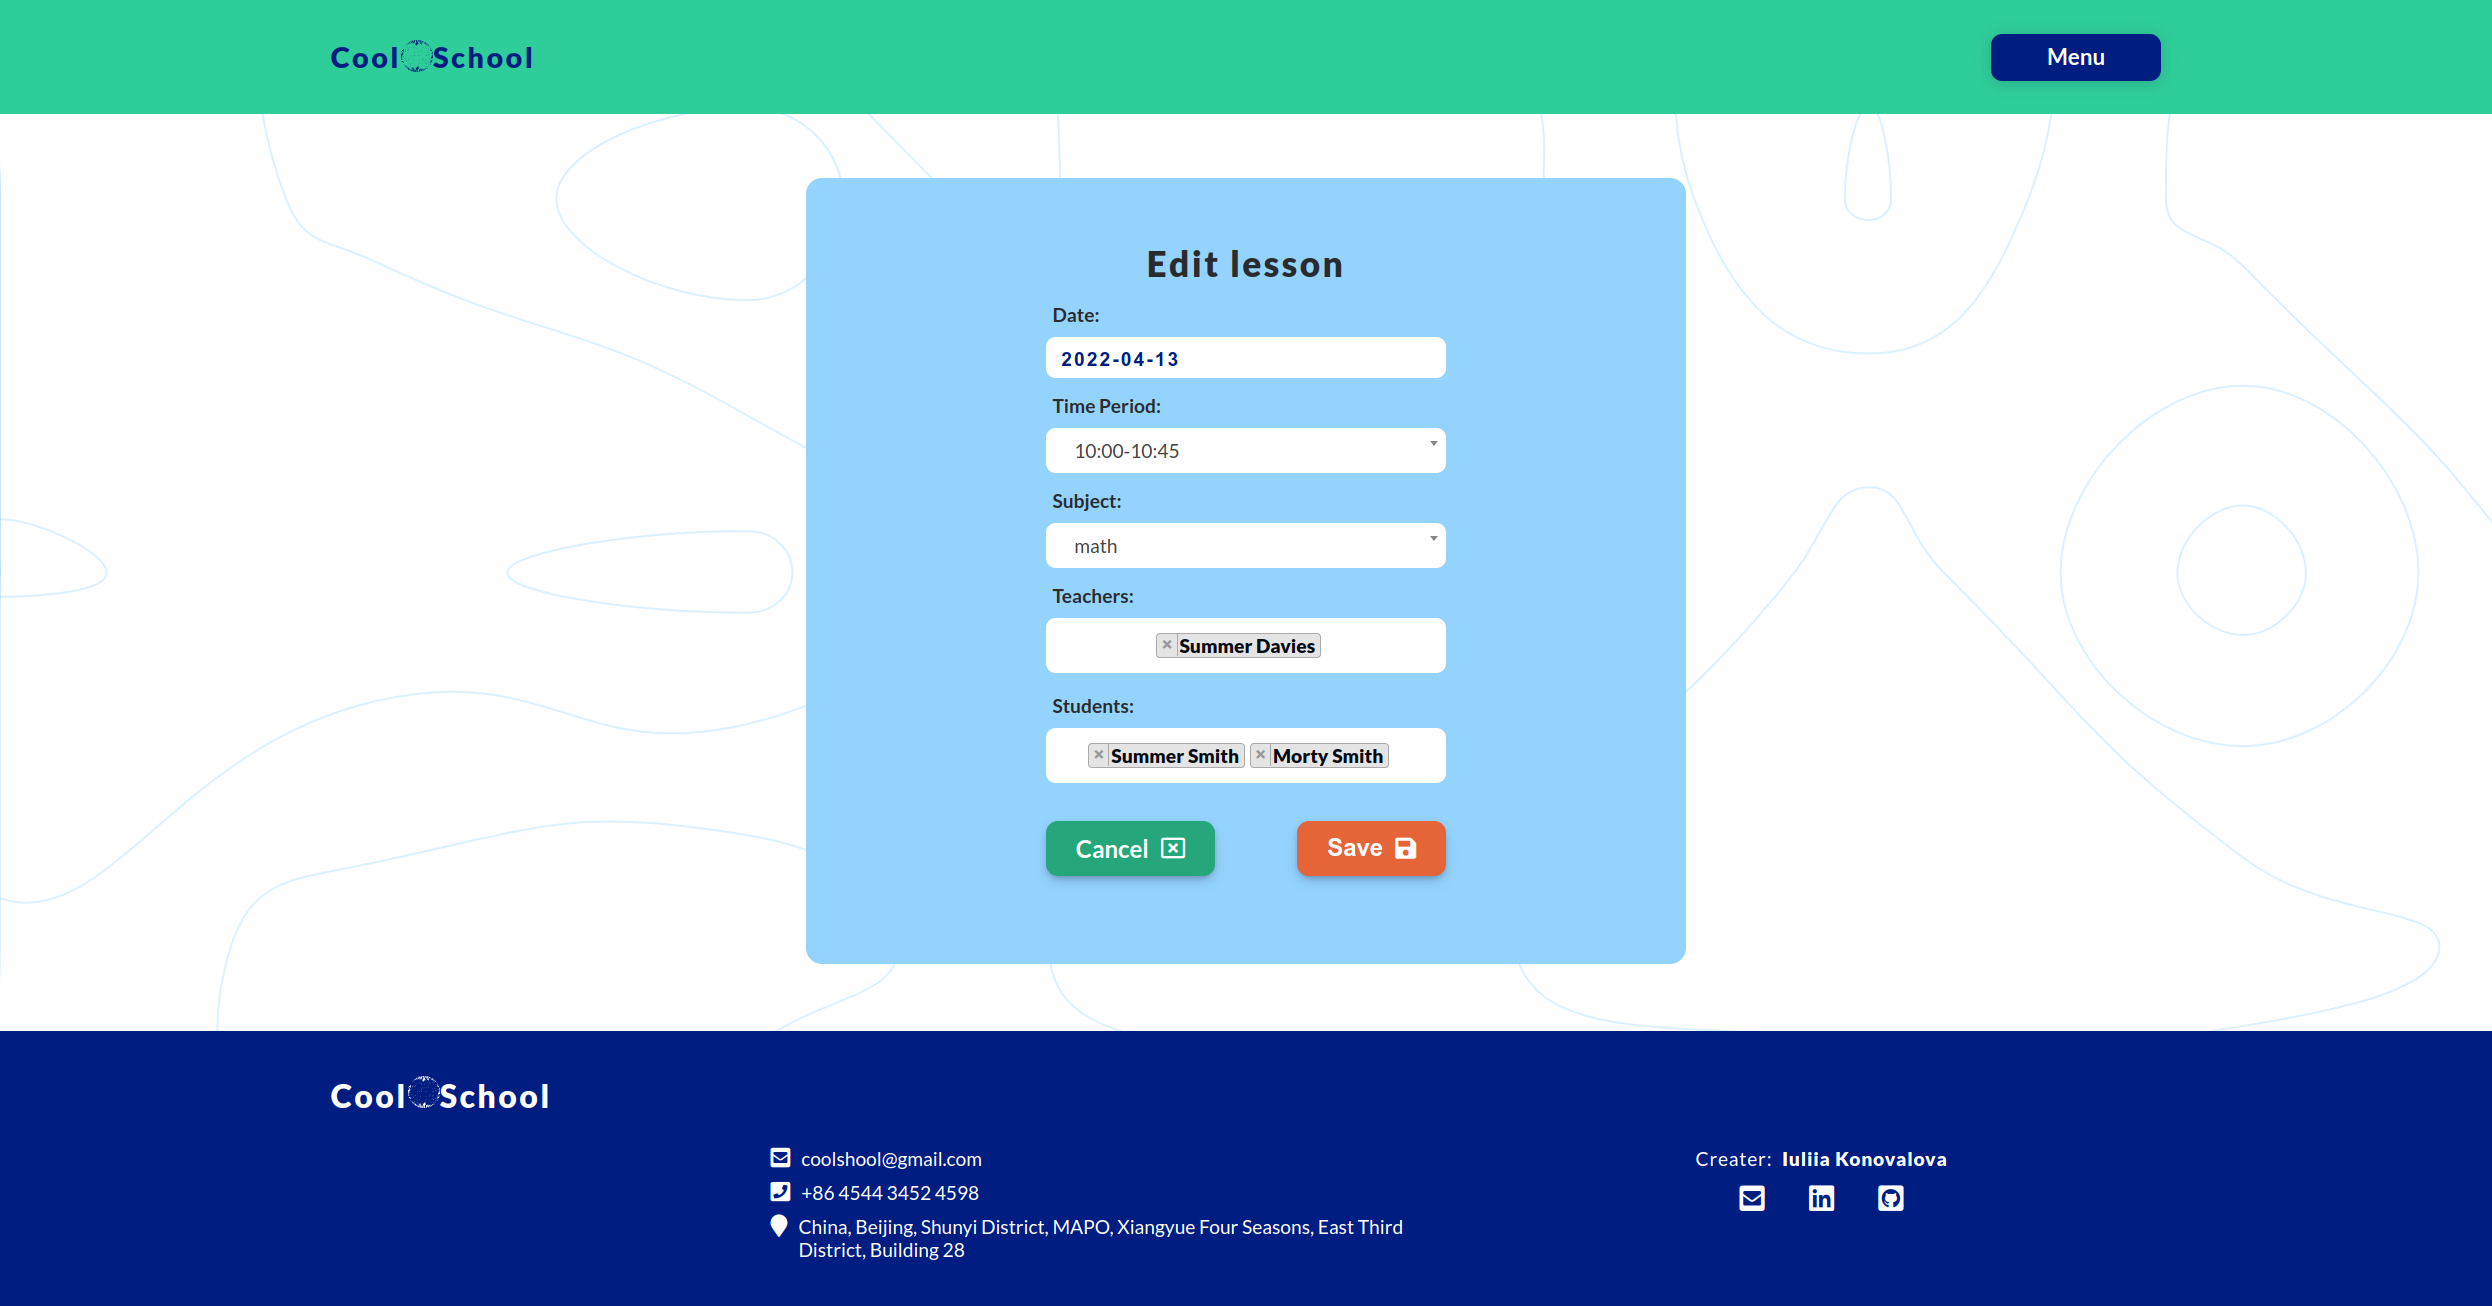 Cool School
Menu
Edit lesson
Date:
2022-04-13
Time Period:
10:00-10:45
Subject:
math
Teachers:
× Summer Davies
Students:
× Summer Smith × Morty Smith
Cancel Save
Cool School
coolshool@gmail.com
+86 4544 3452 4598
China, Beijing, Shunyi District, MAPO, Xiangyue Four Seasons, East Third
District, Building 28
Creater: Iuliia Konovalova